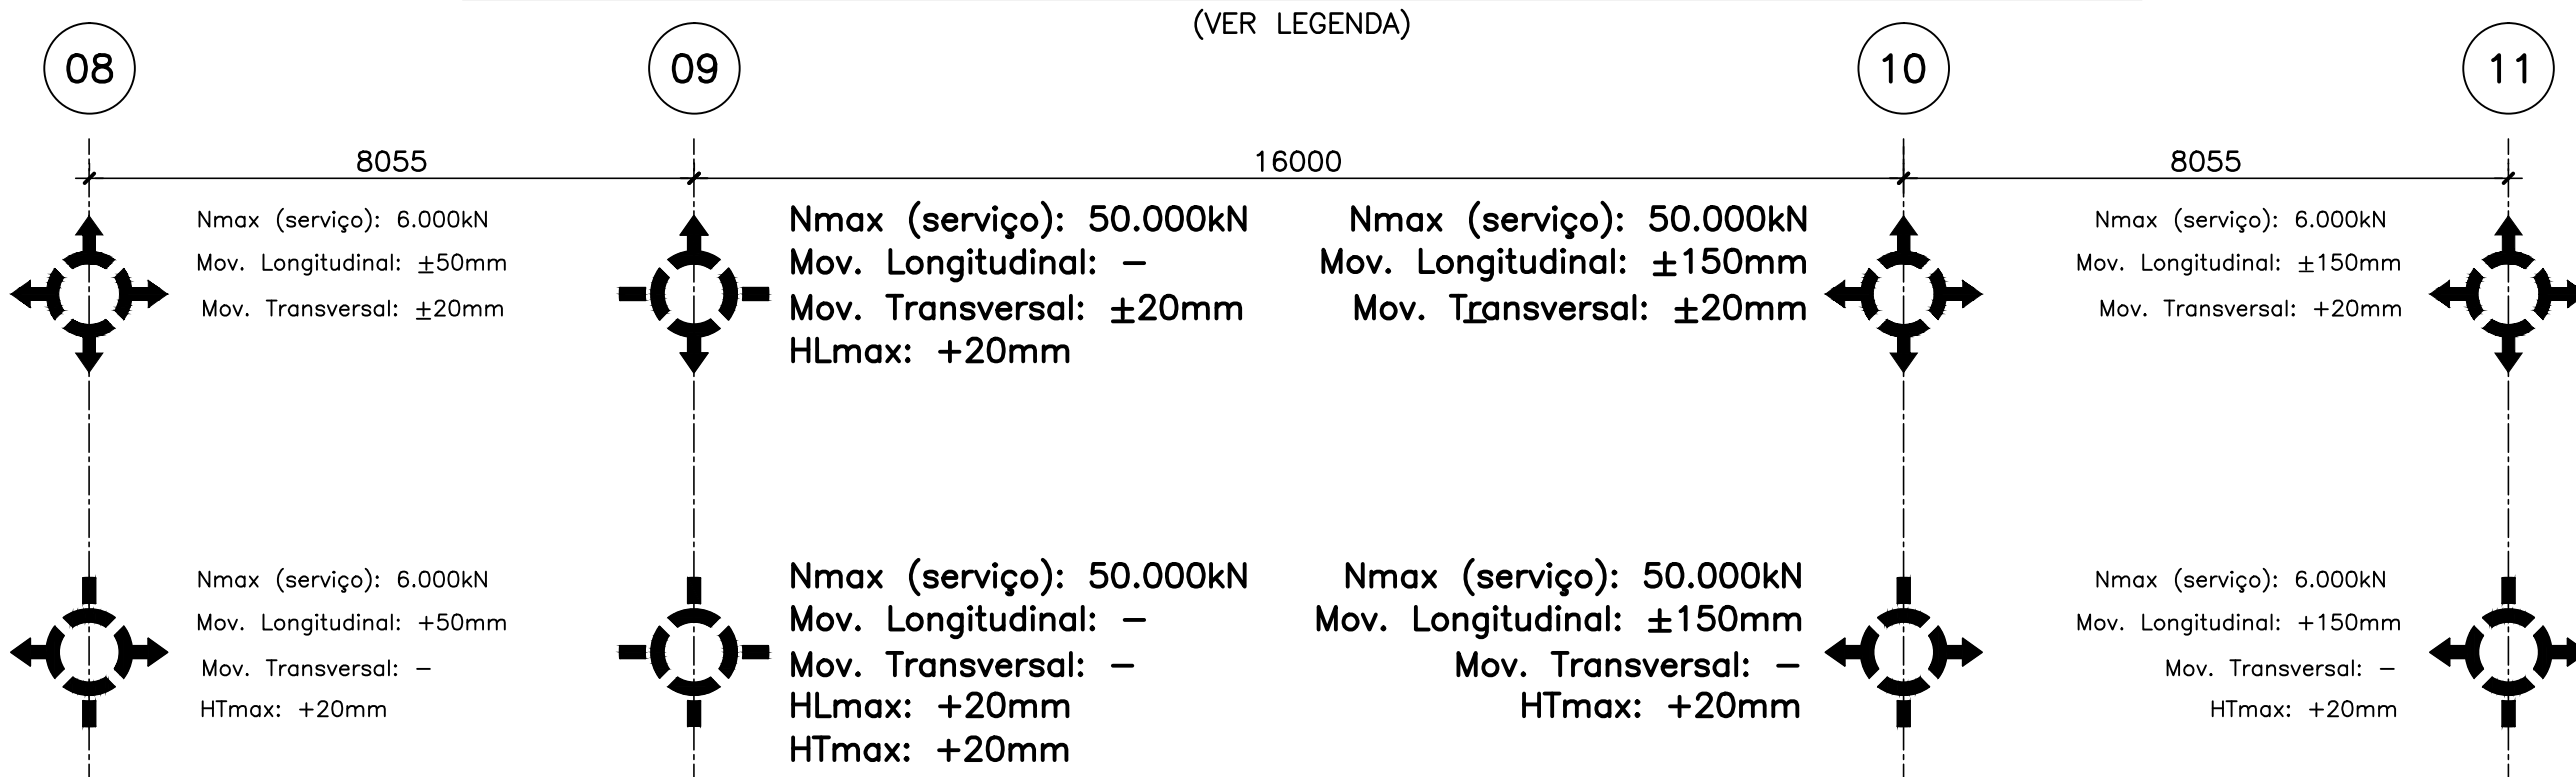 (VER LEGENDA)
08
09
10
11
8055
16000
8055
Nmax (serviço): 6.000kN
Mov. Longitudinal: ±50mm
Mov. Transversal: ±20mm
Nmax (serviço): 50.000kN
Mov. Longitudinal: –
Mov. Transversal: ±20mm
HLmax: +20mm
Nmax (serviço): 50.000kN
Mov. Longitudinal: ±150mm
Mov. Transversal: ±20mm
Nmax (serviço): 6.000kN
Mov. Longitudinal: ±150mm
Mov. Transversal: +20mm
Nmax (serviço): 6.000kN
Mov. Longitudinal: +50mm
Mov. Transversal: –
HTmax: +20mm
Nmax (serviço): 50.000kN
Mov. Longitudinal: –
Mov. Transversal: –
HLmax: +20mm
HTmax: +20mm
Nmax (serviço): 50.000kN
Mov. Longitudinal: ±150mm
Mov. Transversal: –
HTmax: +20mm
Nmax (serviço): 6.000kN
Mov. Longitudinal: +150mm
Mov. Transversal: –
HTmax: +20mm